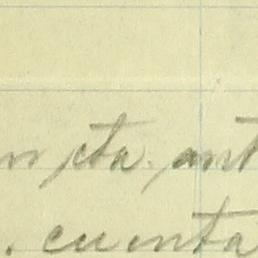 n cta. ant
. cuenta